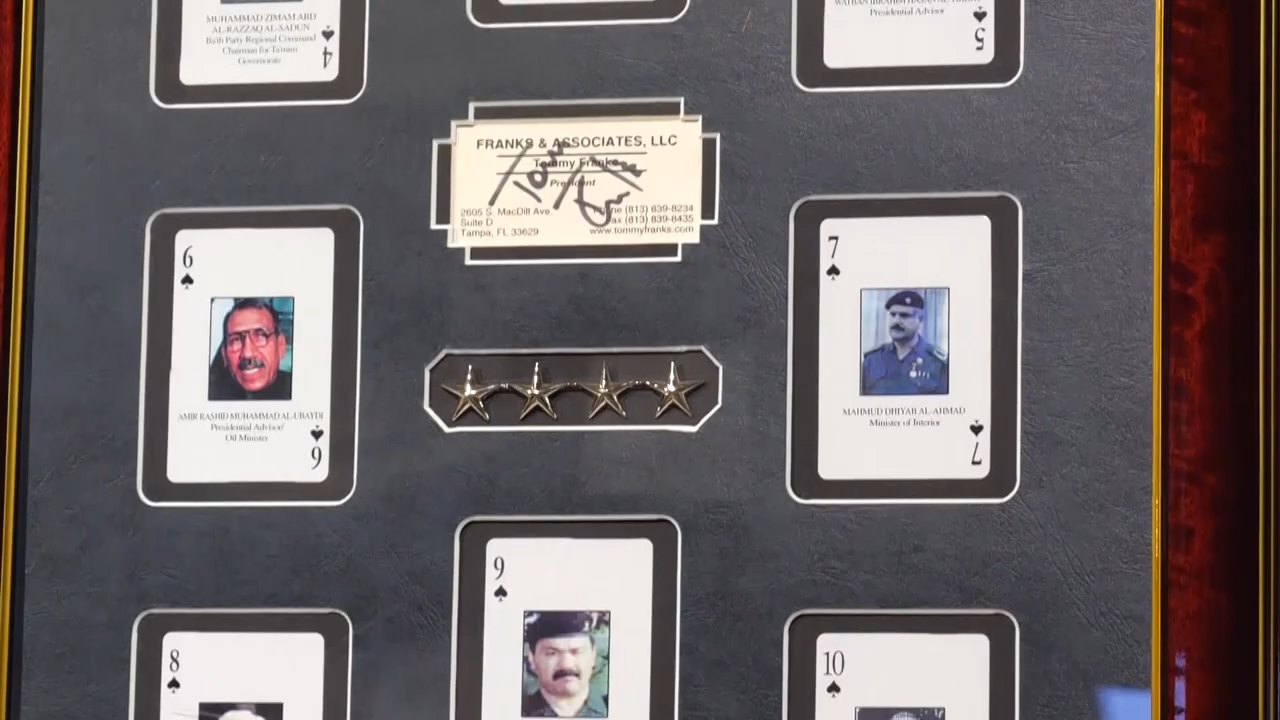 MUHAMMAD ZIMAM ABD
AL-RAZZAQ AL-SADUN
Ba'th Party Regional Command
Chairman for Ta'mim
Governorate
4
Presidential Advisor
5
FRANKS & ASSOCIATES, LLC
Tommy Franks
President
2605 S. MacDill Ave
Suite D
Tampa, FL 33629
Phone (813) 839-8234
Fax (813) 839-8435
www.tommyfranks.com
Tom
6
AMIR RASHID MUHAMMAD AL-UBAYDI
Presidential Advisor/
Oil Minister
6
7
MAHMUD DHIYAB AL-AHMAD
Minister of Interior
7
8
9
10